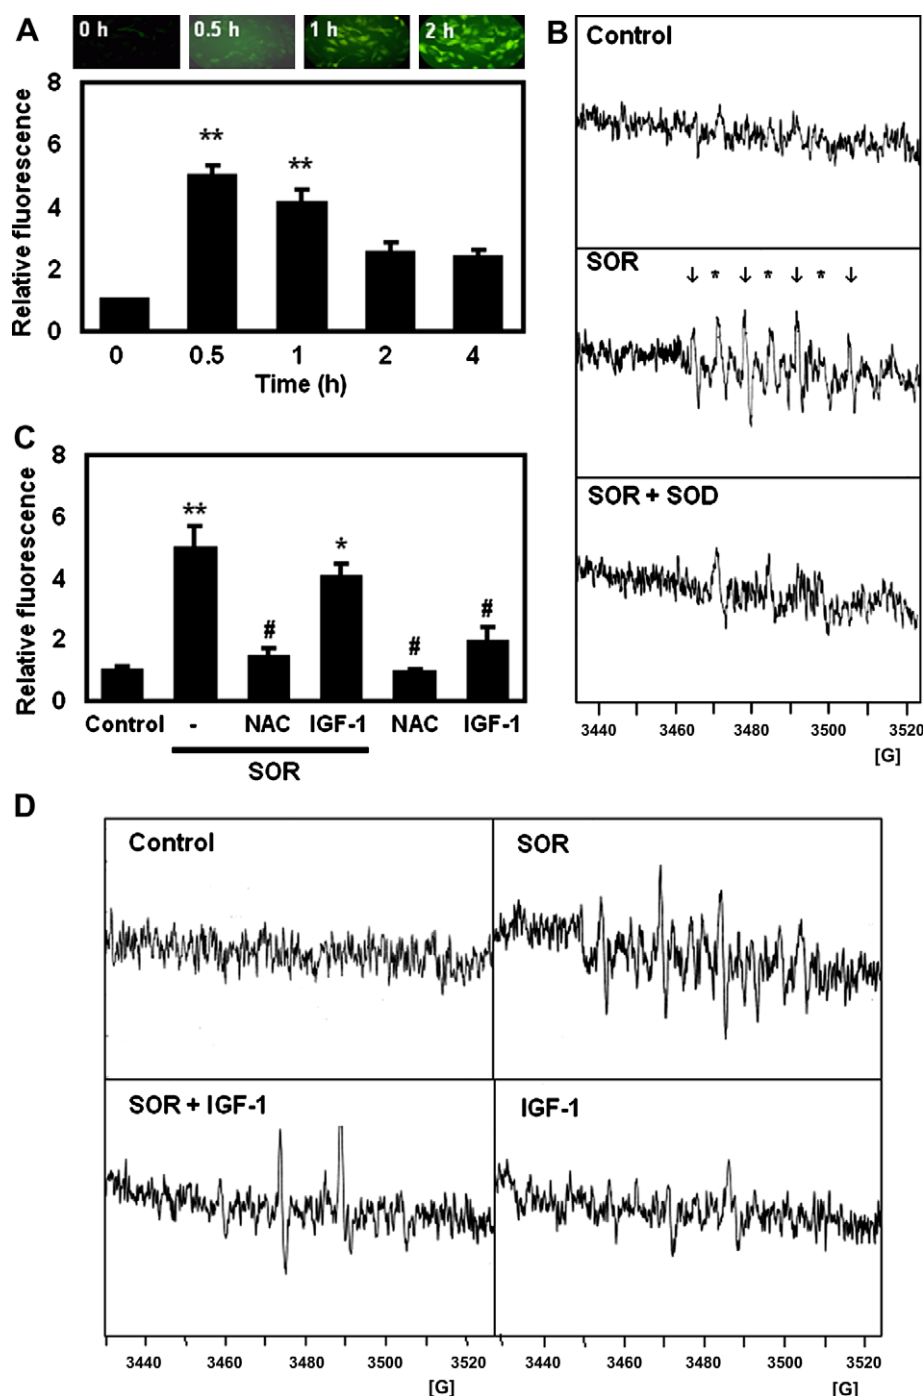 A
0 h
0.5 h
1 h
2 h
Relative fluorescence
8
6
4
2
0
**
**
0
0.5
1
2
4
Time (h)
B
Control
SOR
↓ * ↓ * ↓ * ↓
SOR + SOD
3440 3460 3480 3500 3520
[G]
C
Relative fluorescence
8
6
4
2
0
**
#
*
#
#
Control - NAC IGF-1 NAC IGF-1
SOR
D
Control
SOR
SOR + IGF-1
IGF-1
3440 3460 3480 3500 3520
[G]
3440 3460 3480 3500 3520
[G]